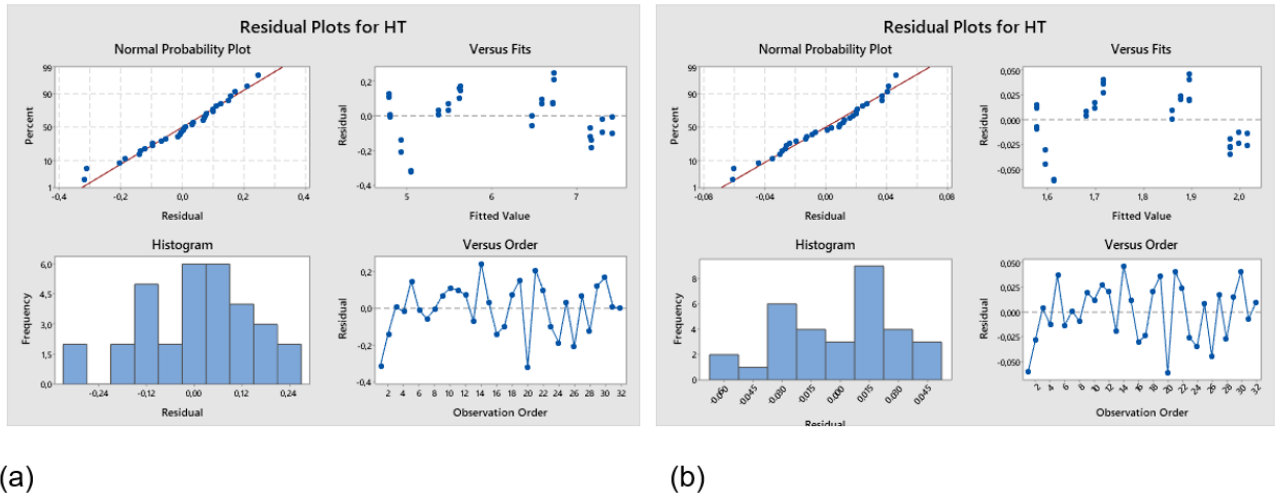 Residual Plots for HT
Normal Probability Plot
Versus Fits
99
90
50
10
1
Percent
-0,4
-0,2
0,0
0,2
0,4
Residual
0,2
0,0
-0,2
-0,4
Residual
5
6
7
Fitted Value
Histogram
Versus Order
6,0
4,5
3,0
1,5
0,0
Frequency
-0,24
-0,12
0,00
0,12
0,24
Residual
0,2
0,0
-0,2
-0,4
Residual
2 4 6 8 10 12 14 16 18 20 22 24 26 28 30 32
Observation Order
(a)
Residual Plots for HT
Normal Probability Plot
Versus Fits
99
90
50
10
1
Percent
-0,08
-0,04
0,00
0,04
0,08
Residual
0,050
0,025
0,000
-0,025
-0,050
Residual
1,6
1,7
1,8
1,9
2,0
Fitted Value
Histogram
Versus Order
8
6
4
2
0
Frequency
0,000
0,015
0,030
0,045
Residual
0,050
0,025
0,000
-0,025
-0,050
Residual
2 4 6 8 10 12 14 16 18 20 22 24 26 28 30 32
Observation Order
(b)